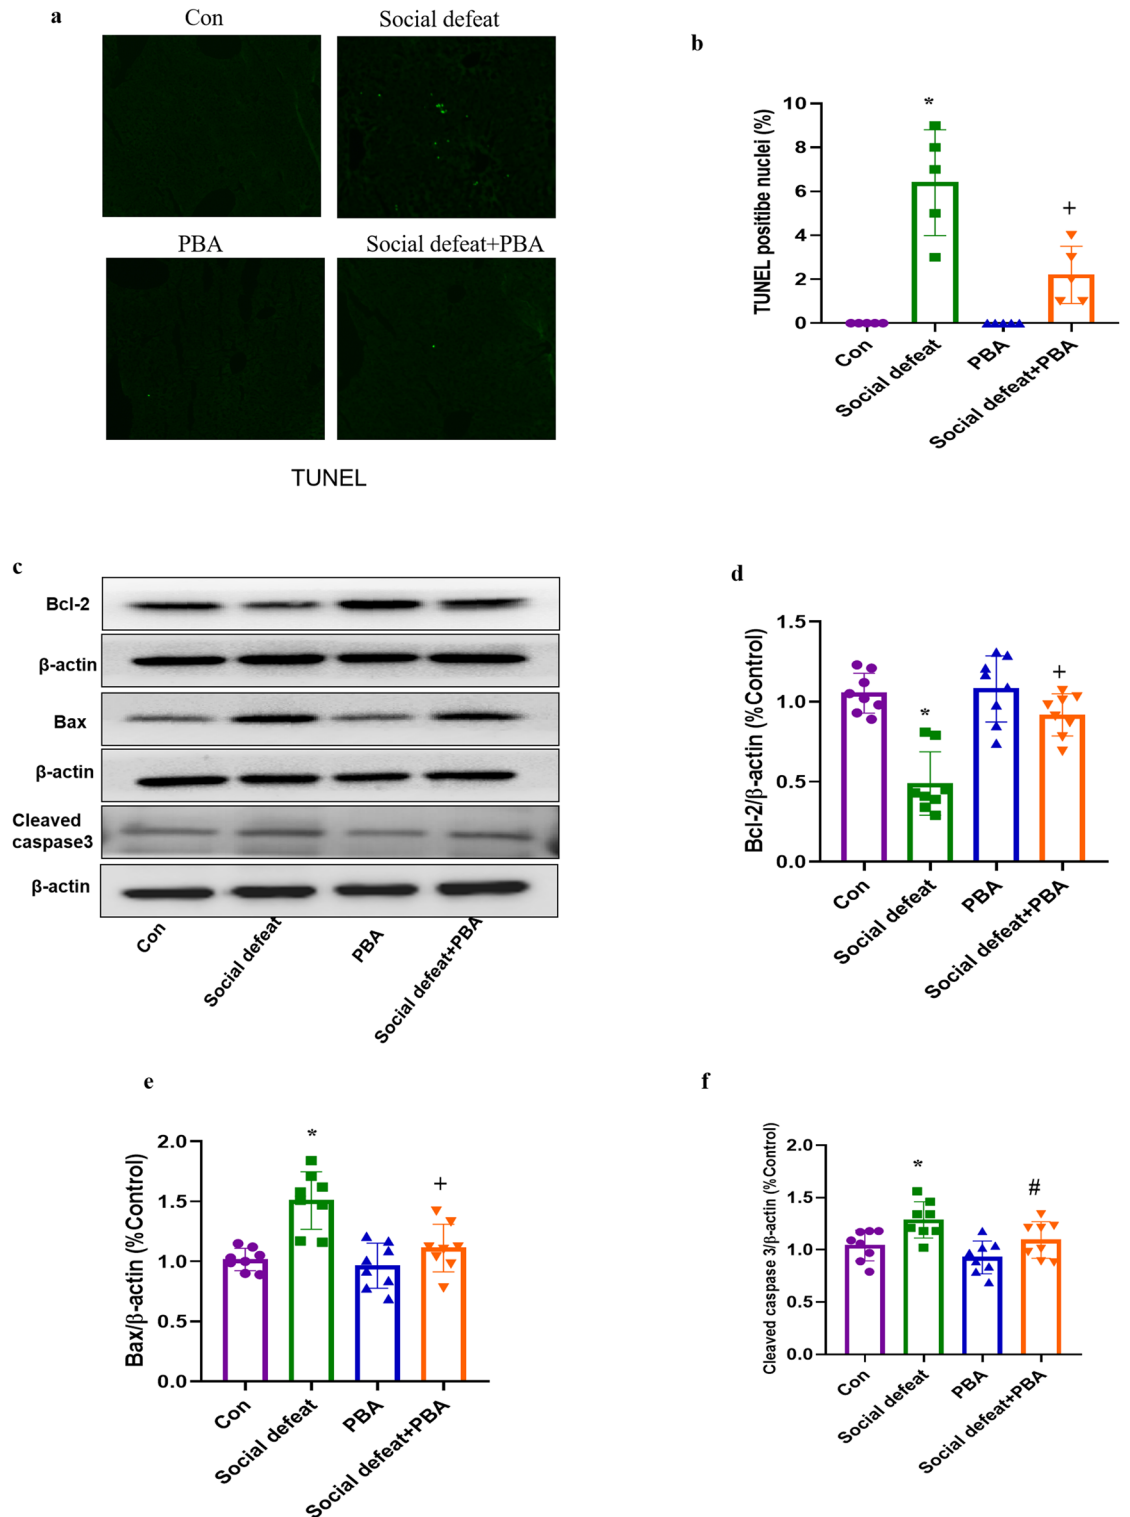 a
Con
Social defeat
PBA
Social defeat+PBA
TUNEL
b
TUNEL positibe nuclei (%)
10
8
6
4
2
0
*
+
Con
Social defeat
PBA
Social defeat+PBA
c
Bcl-2
β-actin
Bax
β-actin
Cleaved
caspase3
β-actin
Con
Social defeat
PBA
Social defeat+PBA
d
Bcl-2/β-actin (%Control)
1.5
1.0
0.5
0.0
*
+
Con
Social defeat
PBA
Social defeat+PBA
e
Bax/β-actin (%Control)
2.0
1.5
1.0
0.5
0.0
*
+
Con
Social defeat
PBA
Social defeat+PBA
f
Cleaved caspase 3/β-actin (%Control)
2.0
1.5
1.0
0.5
0.0
*
#
Con
Social defeat
PBA
Social defeat+PBA